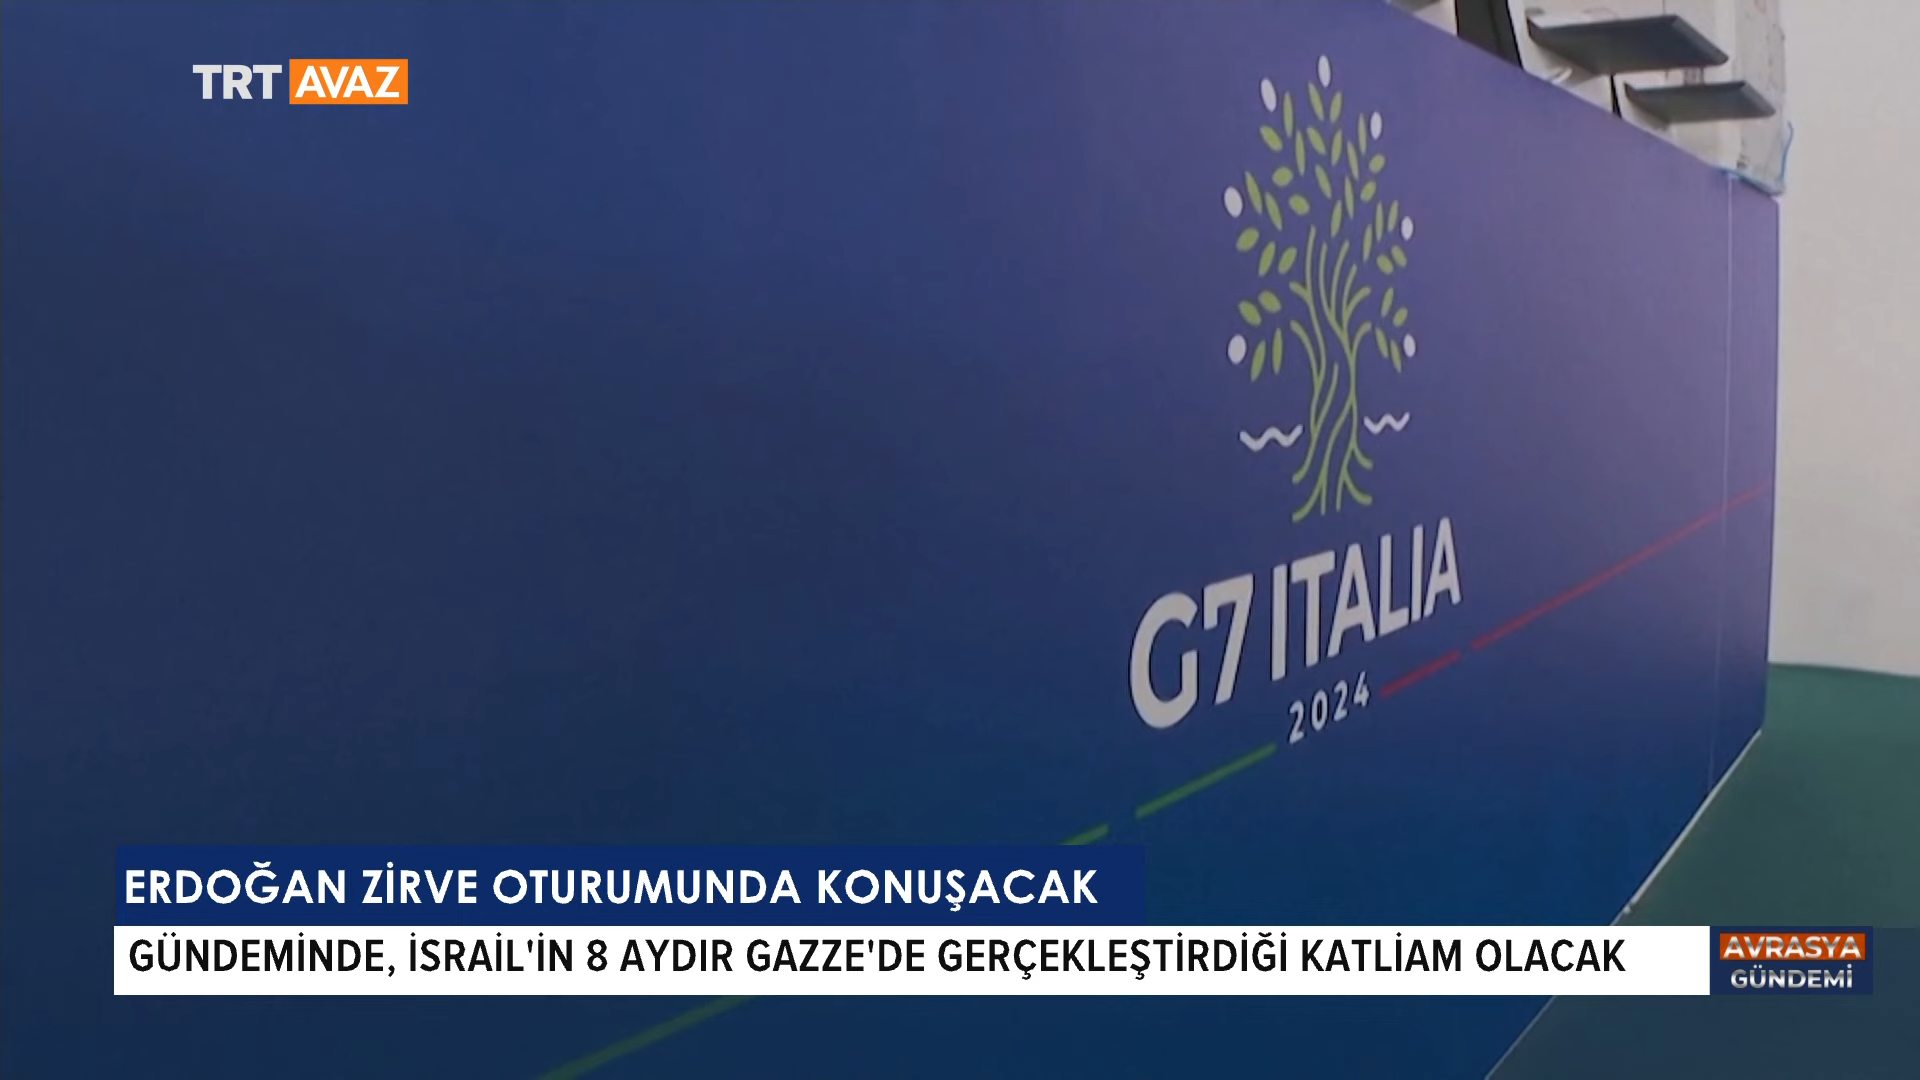 TRT AVAZ
G7 ITALIA
2024
ERDOĞAN ZİRVE OTURUMUNDA KONUŞACAK
GÜNDEMİNDE, İSRAİL'İN 8 AYDIR GAZZE'DE GERÇEKLEŞTİRDİĞİ KATLİAM OLACAK
AVRASYA
GÜNDEMİ